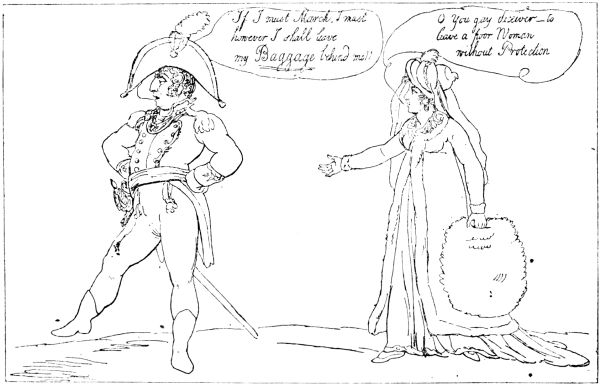 If I must March, I must
however I shall leave
my Baggage behind me!!
O You gay deceiver — to
leave a poor Woman
without Protection